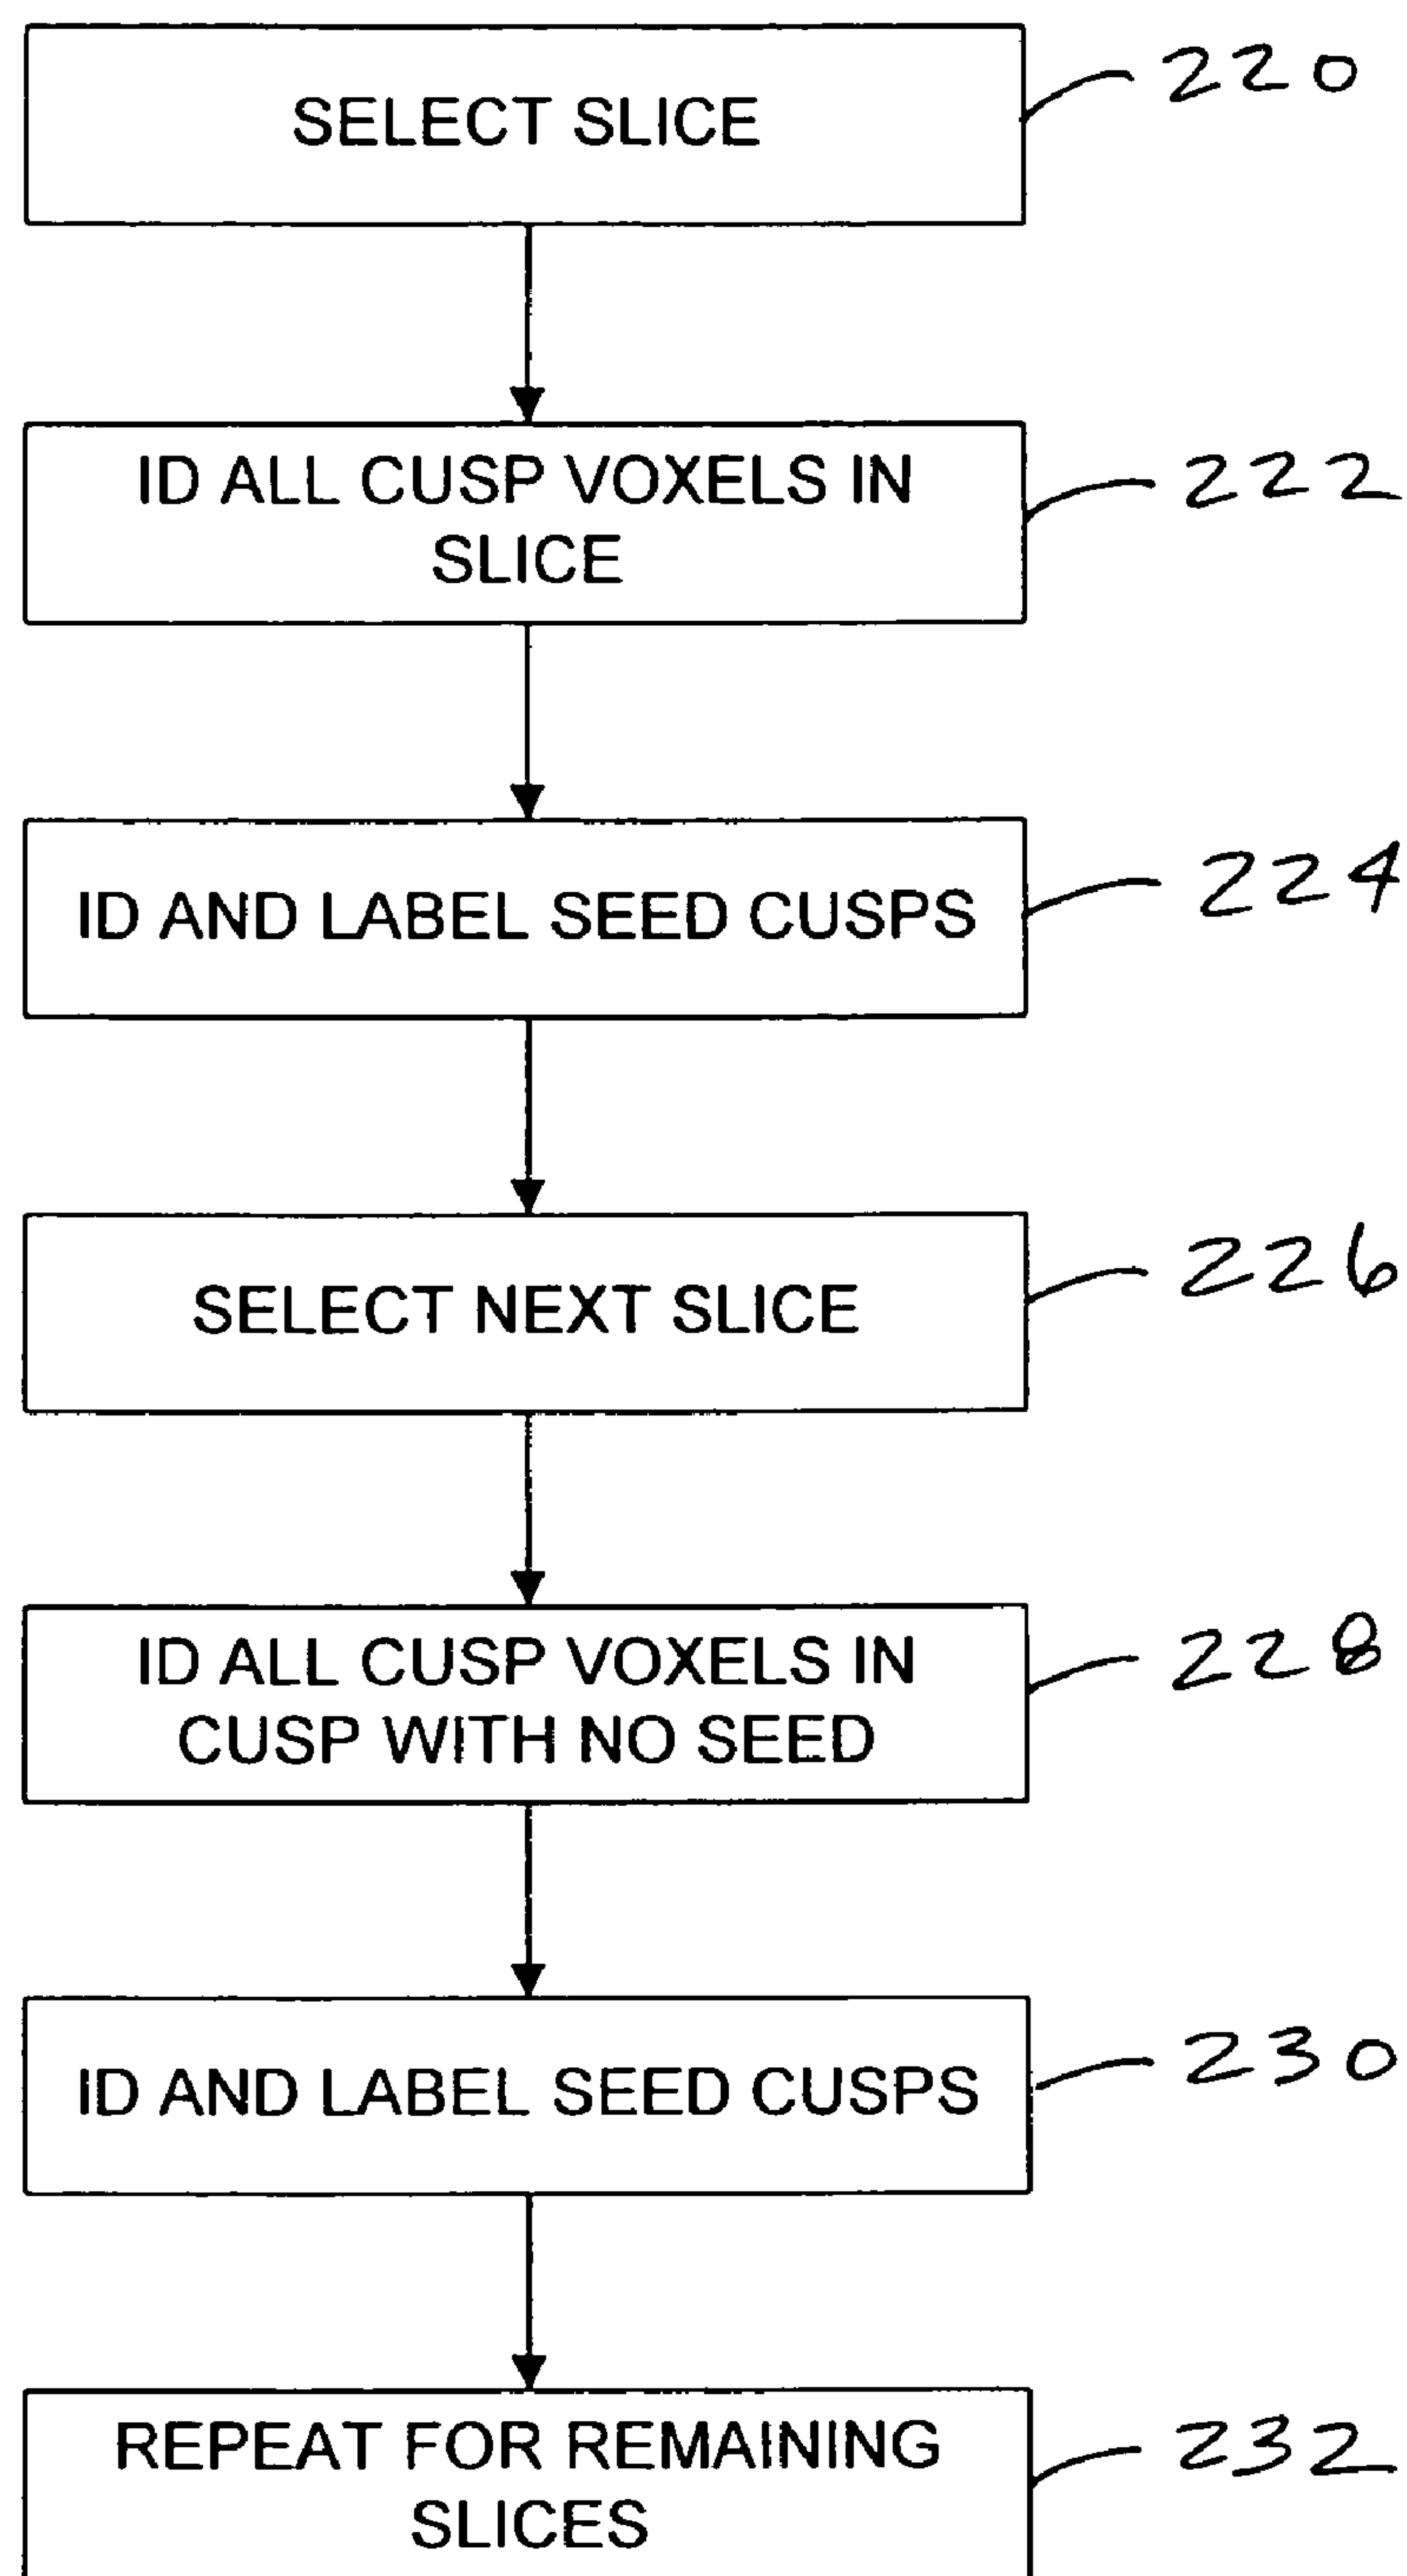 SELECT SLICE
220
ID ALL CUSP VOXELS IN
SLICE
222
ID AND LABEL SEED CUSPS
224
SELECT NEXT SLICE
226
ID ALL CUSP VOXELS IN
CUSP WITH NO SEED
228
ID AND LABEL SEED CUSPS
230
REPEAT FOR REMAINING
SLICES
232